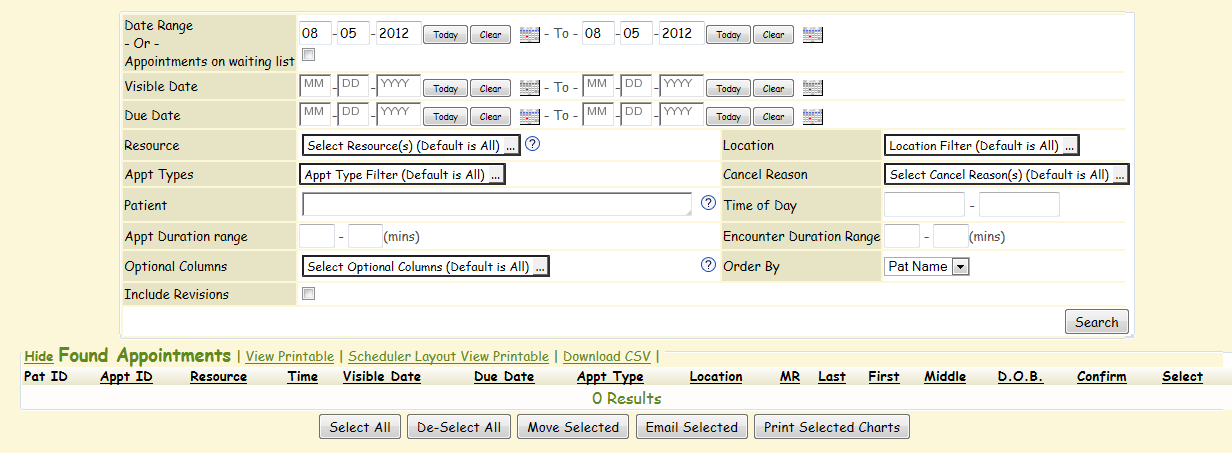 Date Range 08 - 05 - 2012 Today Clear - To - 08 - 05 - 2012 Today Clear
- Or -
Appointments on waiting list
Visible Date MM - DD - YYYY Today Clear - To - MM - DD - YYYY Today Clear
Due Date MM - DD - YYYY Today Clear - To - MM - DD - YYYY Today Clear
Resource Select Resource(s) (Default is All) ... ? Location Location Filter (Default is All) ...
Appt Types Appt Type Filter (Default is All) ... Cancel Reason Select Cancel Reason(s) (Default is All) ...
Patient ? Time of Day -
Appt Duration range - (mins) Encounter Duration Range - (mins)
Optional Columns Select Optional Columns (Default is All) ... ? Order By Pat Name
Include Revisions
Search
Hide Found Appointments | View Printable | Scheduler Layout View Printable | Download CSV |
Pat ID Appt ID Resource Time Visible Date Due Date Appt Type Location MR Last First Middle D.O.B. Confirm Select
0 Results
Select All De-Select All Move Selected Email Selected Print Selected Charts